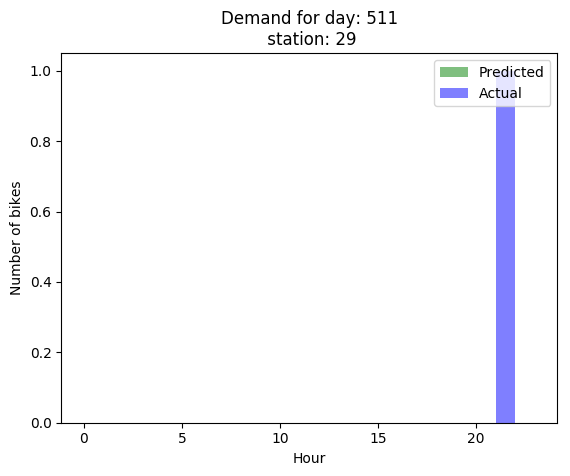 Demand for day: 511
station: 29
Predicted
Actual
1.0
0.8
0.6
0.4
0.2
0.0
Number of bikes
0 5 10 15 20
Hour